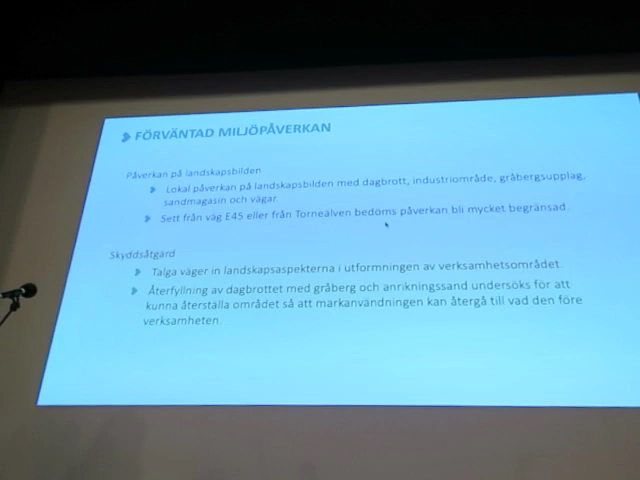 FÖRVÄNTAD MILJÖPÅVERKAN
Påverkan på landskapsbilden
Lokal påverkan på landskapsbilden med dagbrott, industriområde, gråbergsupplag,
sandmagasin och vägar.
Sett från väg E45 eller från Torneälven bedöms påverkan bli mycket begränsad.
Skyddsåtgärd
Talga väger in landskapsaspekterna i utformningen av verksamhetsområdet.
Återfyllning av dagbrottet med gråberg och anrikningssand undersöks för att
kunna återställa området så att markanvändningen kan återgå till vad den före
verksamheten.